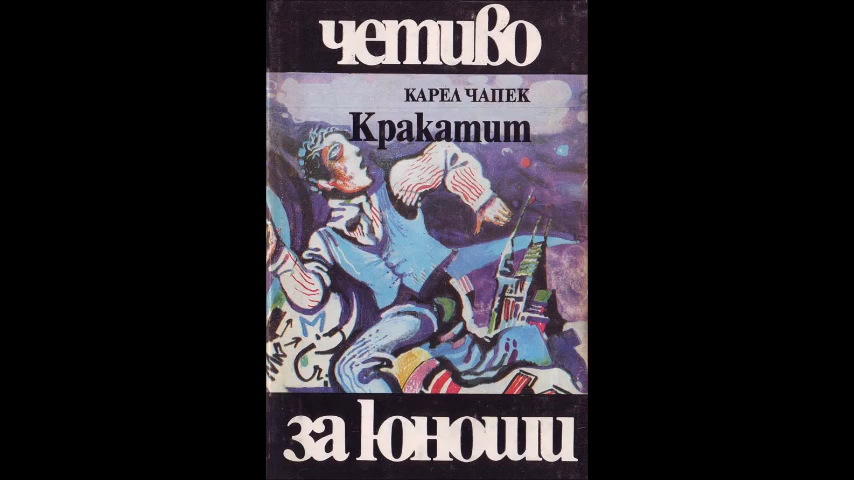 четиво
КАРЕЛ ЧАПЕК
Кракатит
М
за юноши